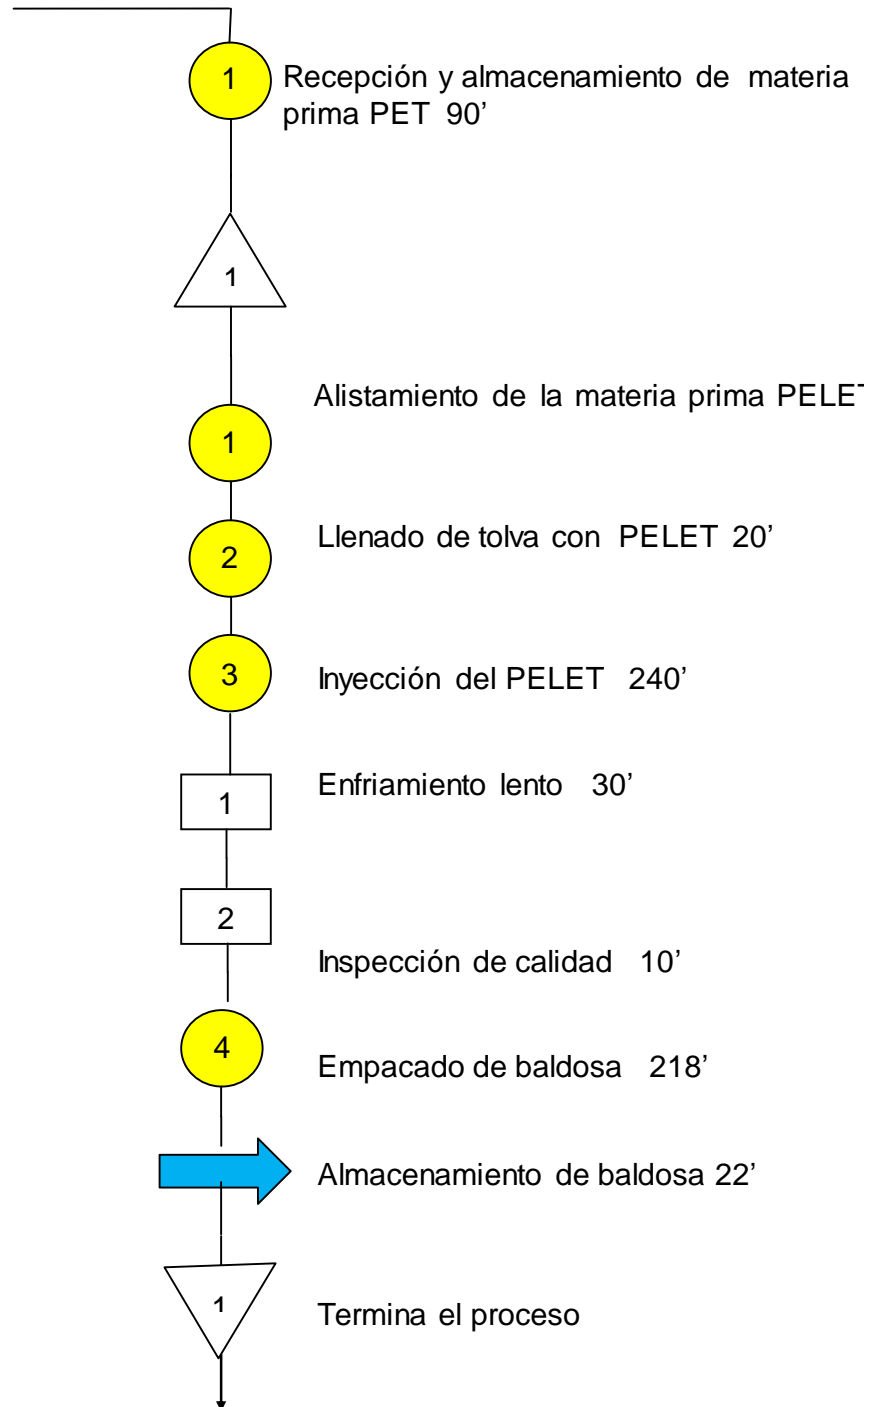 1
Recepción y almacenamiento de materia
prima PET 90’
1
Alistamiento de la materia prima
1
2
Llenado de tolva con PELET 20’
3
Inyección del PELET 240’
Enfriamiento lento 30’
1
2
Inspección de calidad 10’
4
Empacado de baldosa 218’
Almacenamiento de baldosa 22’
1
Termina el proceso